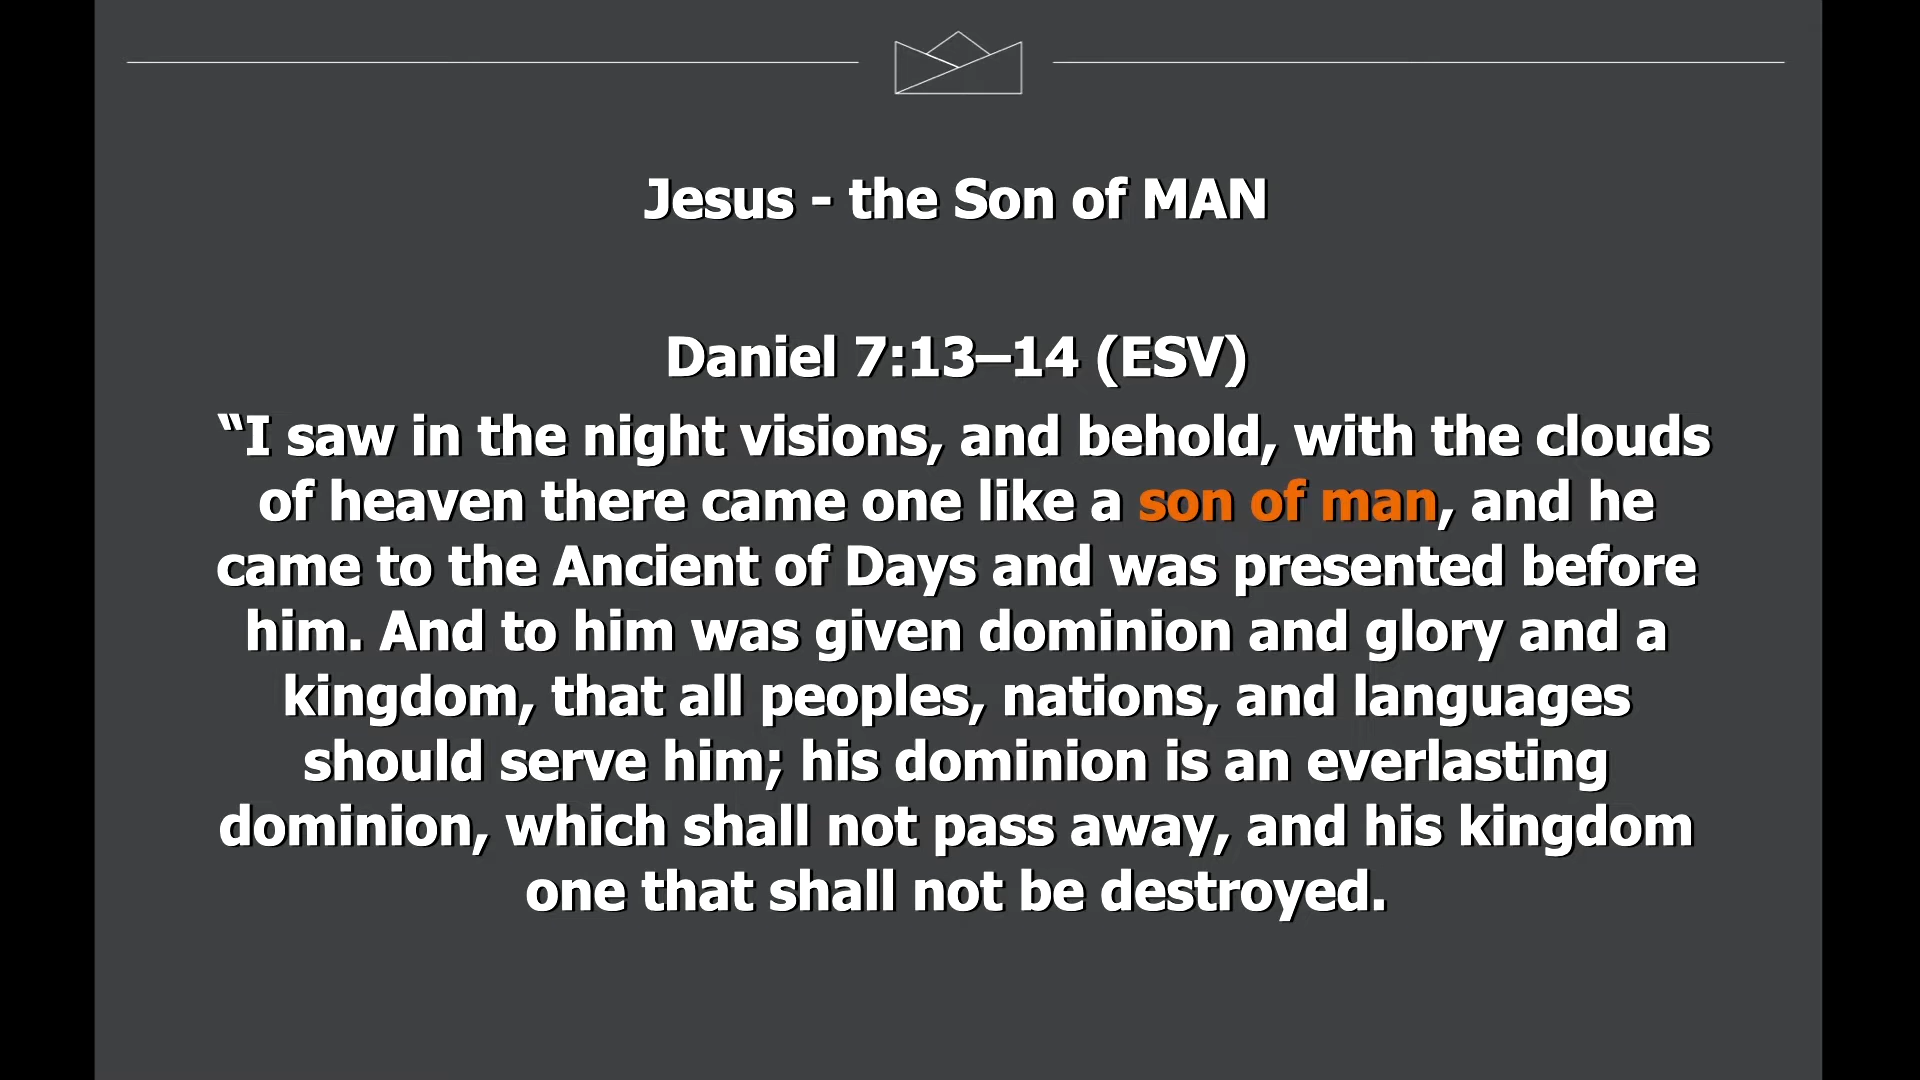 Jesus - the Son of MAN
Daniel 7:13–14 (ESV)
“I saw in the night visions, and behold, with the clouds
of heaven there came one like a son of man, and he
came to the Ancient of Days and was presented before
him. And to him was given dominion and glory and a
kingdom, that all peoples, nations, and languages
should serve him; his dominion is an everlasting
dominion, which shall not pass away, and his kingdom
one that shall not be destroyed.